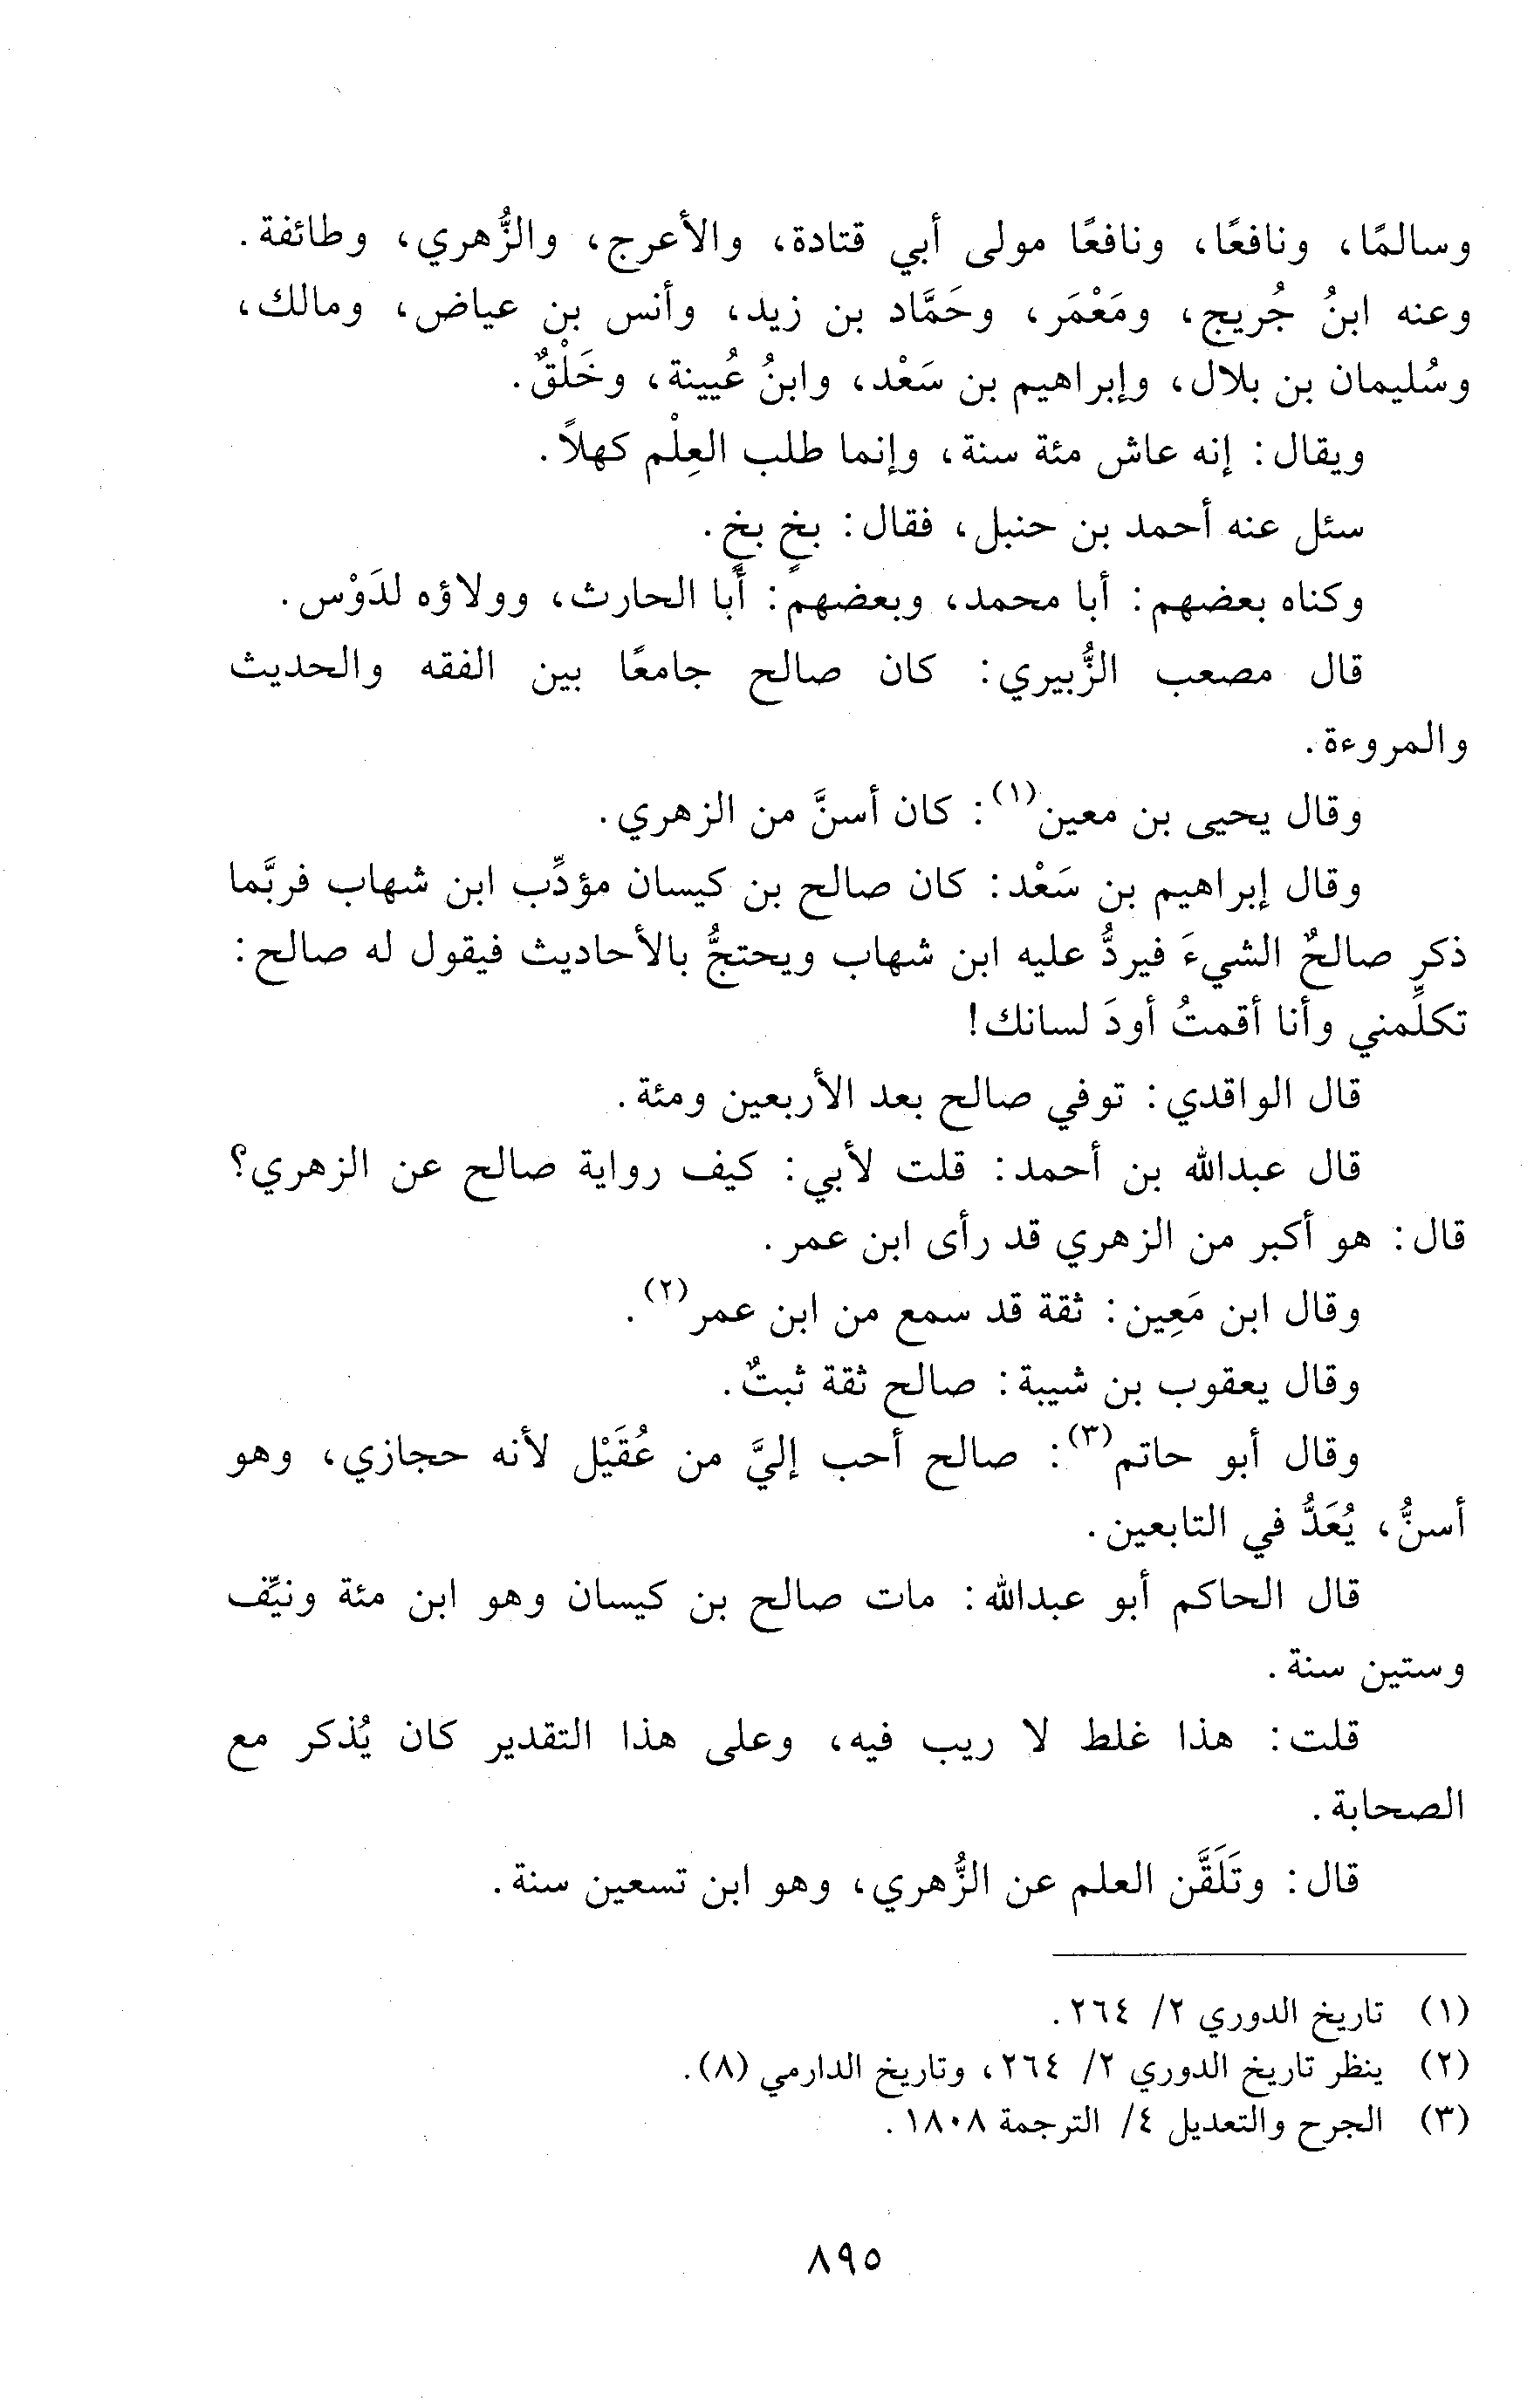 وسالمًا، ونافعًا، ونافعًا مولى أبي قتادة، والأعرج، والزُّهري، وطائفة.
وعنه ابنُ جُريج، ومَعْمَر، وحَمَّاد بن زيد، وأنس بن عياض، ومالك،
وسُليمان بن بلال، وإبراهيم بن سَعْد، وابنُ عُيينة، وخَلْقٌ.
ويقال: إنه عاش مئة سنة، وإنما طلب العِلْم كهلاً.
سئل عنه أحمد بن حنبل، فقال: بخٍ بخٍ.
وكناه بعضهم: أبا محمد، وبعضهم: أبا الحارث، وولاؤه لدَوْس.
قال مصعب الزُّبيري: كان صالح جامعًا بين الفقه والحديث
والمروءة.
وقال يحيى بن معين(١): كان أسنَّ من الزهري.
وقال إبراهيم بن سَعْد: كان صالح بن كيسان مؤدِّب ابن شهاب فربَّما
ذكر صالحٌ الشيءَ فيردُّ عليه ابن شهاب ويحتجُّ بالأحاديث فيقول له صالح:
تكلِّمني وأنا أقمتُ أودَ لسانك!
قال الواقدي: توفي صالح بعد الأربعين ومئة.
قال عبدالله بن أحمد: قلت لأبي: كيف رواية صالح عن الزهري؟
قال: هو أكبر من الزهري قد رأى ابن عمر.
وقال ابن مَعِين: ثقة قد سمع من ابن عمر(٢).
وقال يعقوب بن شيبة: صالح ثقة ثبتٌ.
وقال أبو حاتم(٣): صالح أحب إليَّ من عُقَيْل لأنه حجازي، وهو
أسنُّ، يُعَدُّ في التابعين.
قال الحاكم أبو عبدالله: مات صالح بن كيسان وهو ابن مئة ونيِّف
وستين سنة.
قلت: هذا غلط لا ريب فيه، وعلى هذا التقدير كان يُذكر مع
الصحابة.
قال: وتَلَقَّن العلم عن الزُّهري، وهو ابن تسعين سنة.
(١) تاريخ الدوري ٢/ ٢٦٤.
(٢) ينظر تاريخ الدوري ٢/ ٢٦٤، وتاريخ الدارمي (٨).
(٣) الجرح والتعديل ٤/ الترجمة ١٨٠٨.
٨٩٥